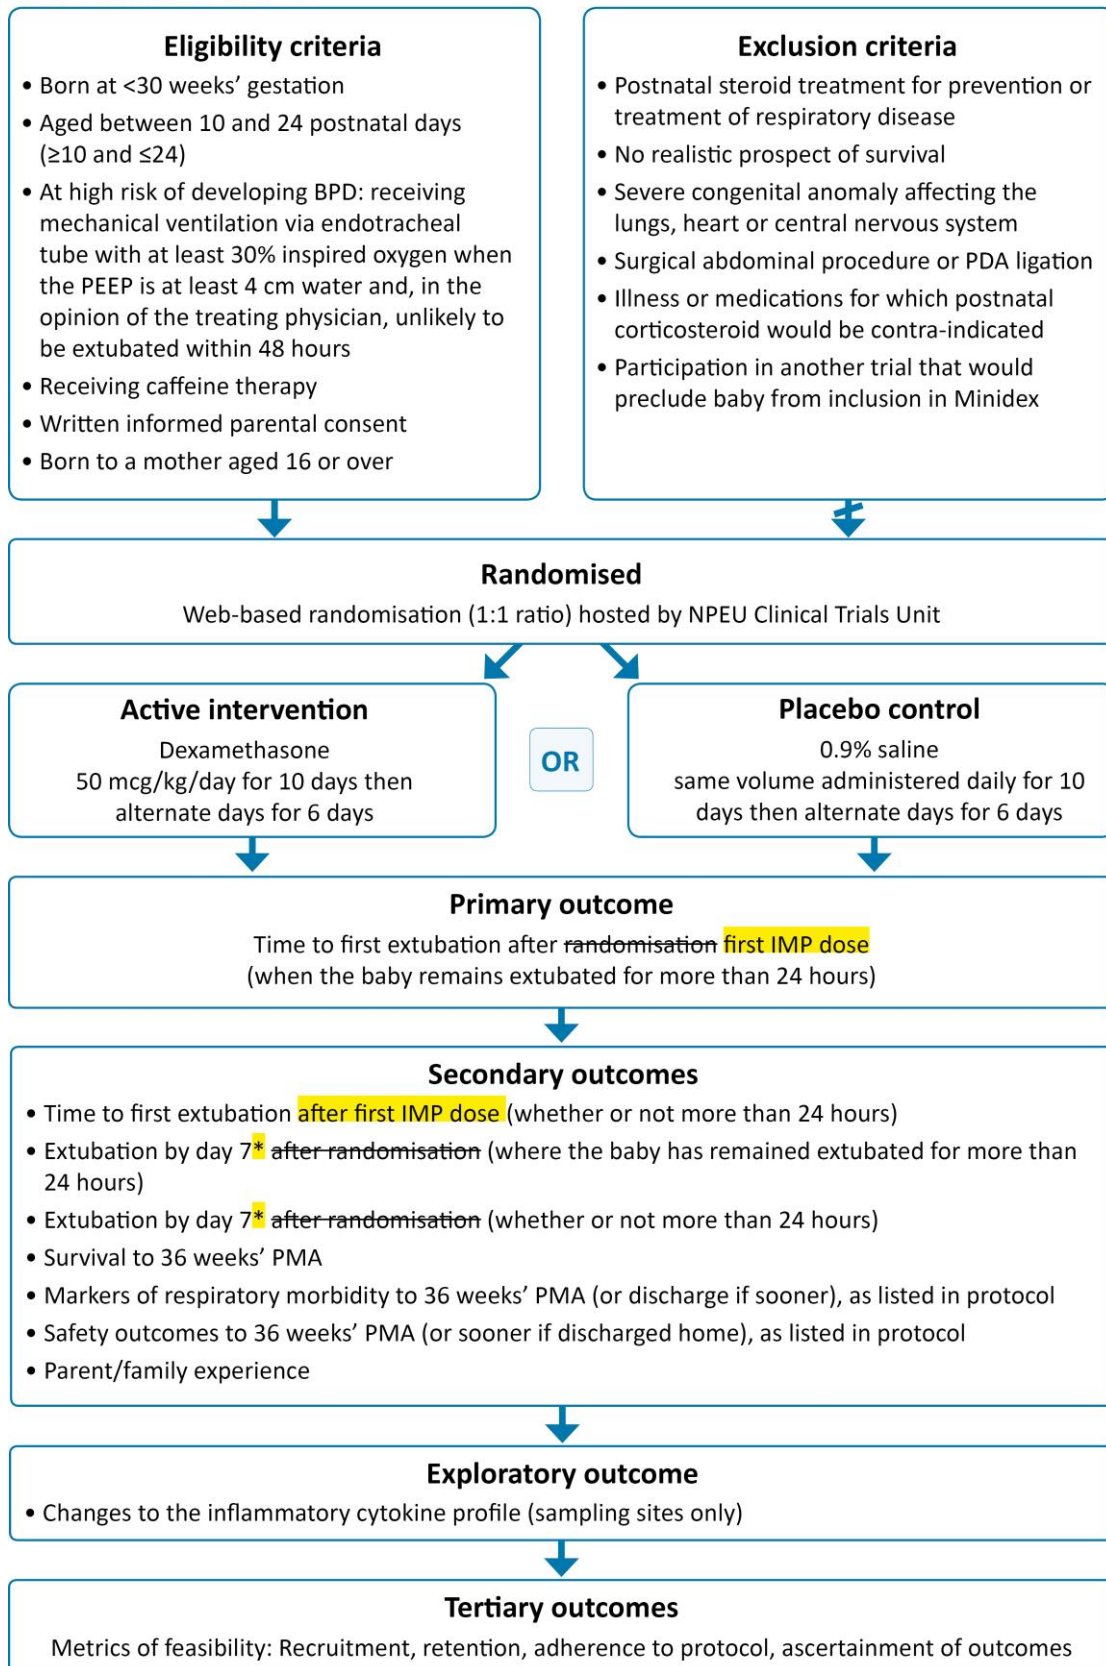 Eligibility criteria
• Born at <30 weeks’ gestation
• Aged between 10 and 24 postnatal days
(≥10 and ≤24)
• At high risk of developing BPD: receiving
mechanical ventilation via endotracheal
tube with at least 30% inspired oxygen when
the PEEP is at least 4 cm water and, in the
opinion of the treating physician, unlikely to
be extubated within 48 hours
• Receiving caffeine therapy
• Written informed parental consent
• Born to a mother aged 16 or over
Exclusion criteria
• Postnatal steroid treatment for prevention or
treatment of respiratory disease
• No realistic prospect of survival
• Severe congenital anomaly affecting the
lungs, heart or central nervous system
• Surgical abdominal procedure or PDA ligation
• Illness or medications for which postnatal
corticosteroid would be contra-indicated
• Participation in another trial that would
preclude baby from inclusion in Minidex
Randomised
Web-based randomisation (1:1 ratio) hosted by NPEU Clinical Trials Unit
Active intervention
Dexamethasone
50 mcg/kg/day for 10 days then
alternate days for 6 days
OR
Placebo control
0.9% saline
same volume administered daily for 10
days then alternate days for 6 days
Primary outcome
Time to first extubation after randomisation first IMP dose
(when the baby remains extubated for more than 24 hours)
Secondary outcomes
• Time to first extubation after first IMP dose (whether or not more than 24 hours)
• Extubation by day 7* after randomisation (where the baby has remained extubated for more than
24 hours)
• Extubation by day 7* after randomisation (whether or not more than 24 hours)
• Survival to 36 weeks’ PMA
• Markers of respiratory morbidity to 36 weeks’ PMA (or discharge if sooner), as listed in protocol
• Safety outcomes to 36 weeks’ PMA (or sooner if discharged home), as listed in protocol
• Parent/family experience
Exploratory outcome
• Changes to the inflammatory cytokine profile (sampling sites only)
Tertiary outcomes
Metrics of feasibility: Recruitment, retention, adherence to protocol, ascertainment of outcomes